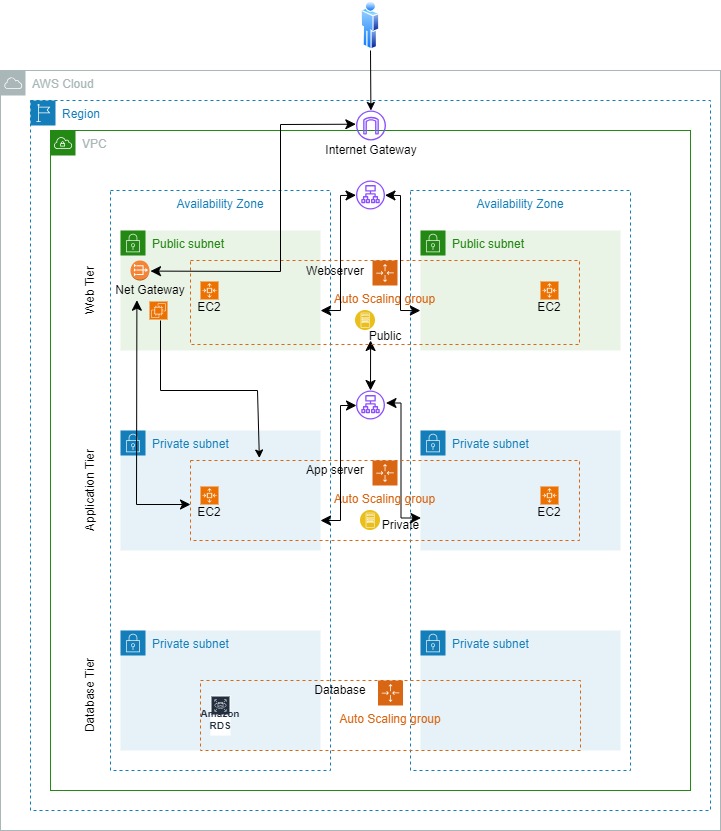 AWS Cloud
Region
VPC
Internet Gateway
Availability Zone
Availability Zone
Web Tier
Public subnet
Public subnet
Webserver
Net Gateway
EC2
EC2
Auto Scaling group
Public
Application Tier
Private subnet
Private subnet
App server
EC2
EC2
Auto Scaling group
Private
Database Tier
Private subnet
Private subnet
Database
Amazon
RDS
Auto Scaling group